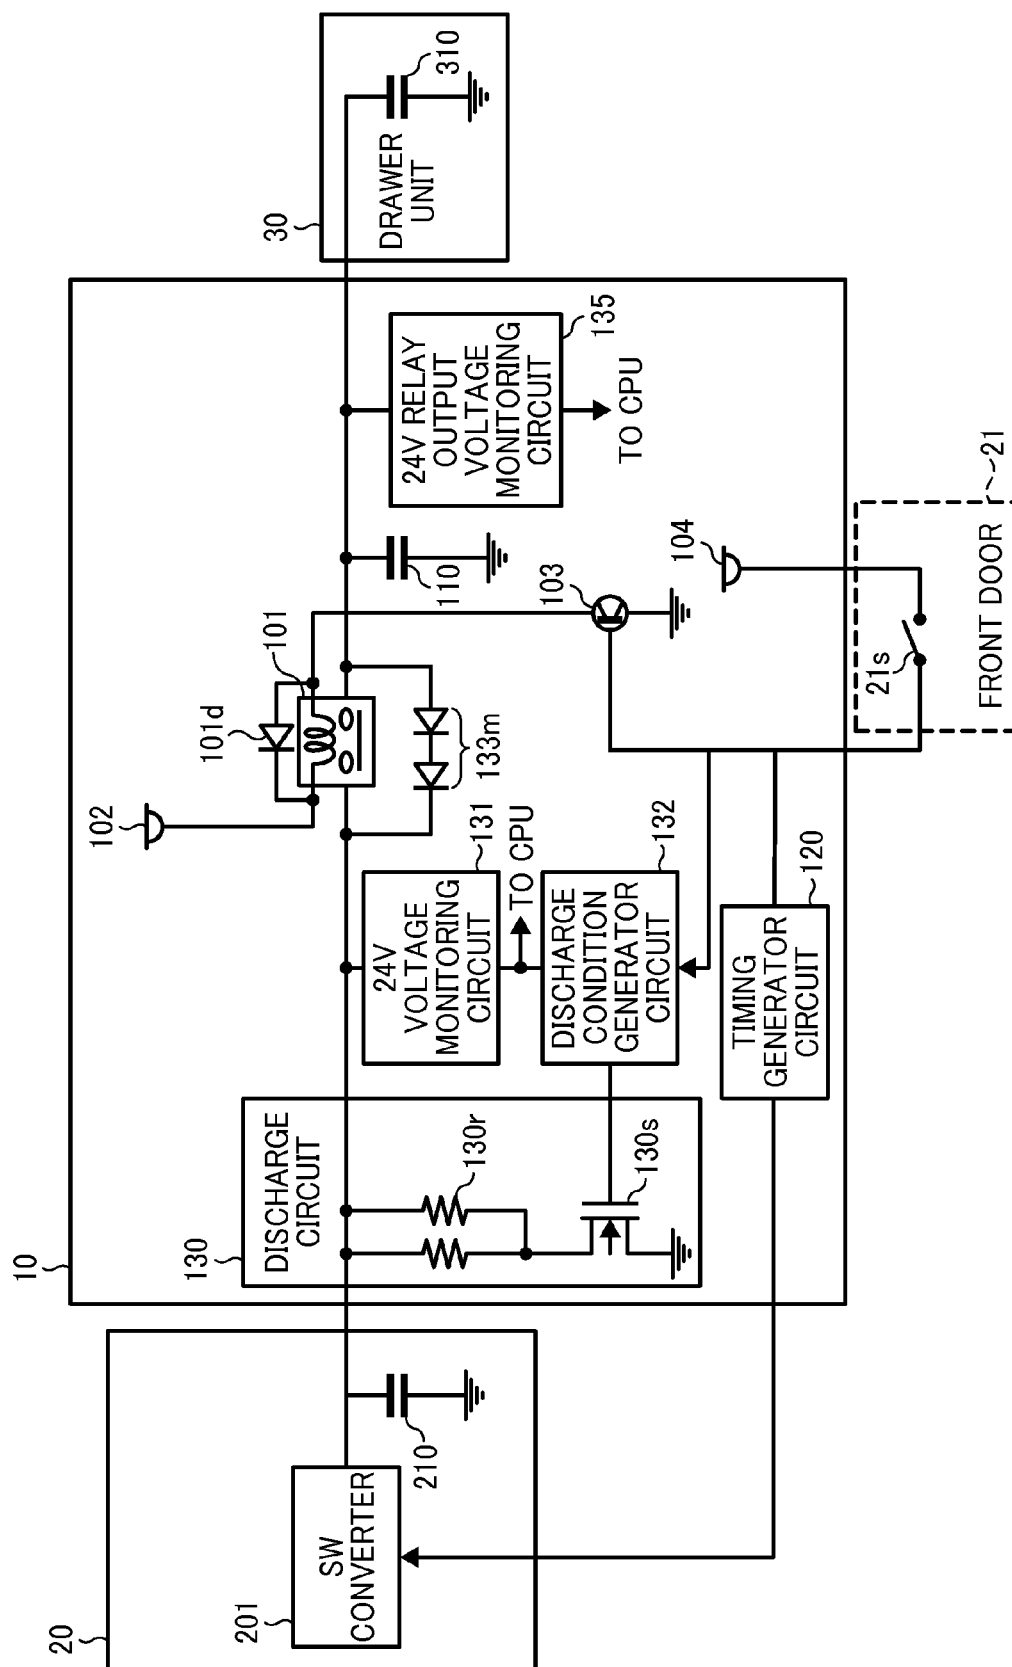 20
201
SW
CONVERTER
210
10
130
DISCHARGE
CIRCUIT
130r
130s
102
101d
101
133m
24V
VOLTAGE
MONITORING
CIRCUIT
131
TO CPU
DISCHARGE
CONDITION
GENERATOR
CIRCUIT
132
TIMING
GENERATOR
CIRCUIT
120
110
103
104
24V RELAY
OUTPUT
VOLTAGE
MONITORING
CIRCUIT
135
TO CPU
21s
FRONT DOOR
21
30
DRAWER
UNIT
310